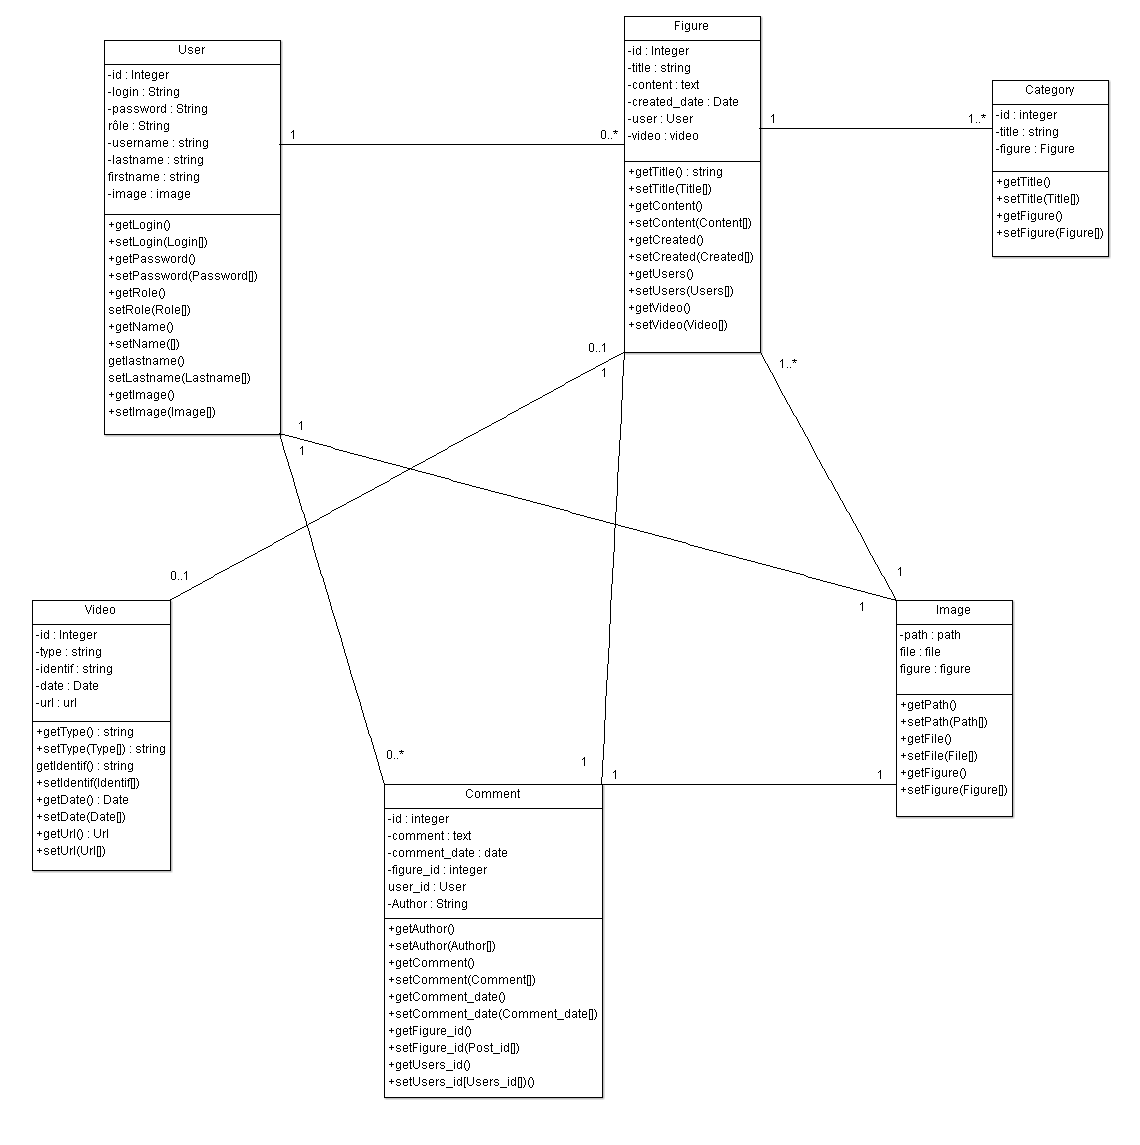 User
-id : Integer
-login : String
-password : String
rôle : String
-username : string
-lastname : string
firstname : string
-image : image
+getLogin()
+setLogin(Login[])
+getPassword()
+setPassword(Password[])
+getRole()
setRole(Role[])
+getName()
+setName([])
getlastname()
setLastname(Lastname[])
+getImage()
+setImage(Image[])
1
0..*
Figure
-id : Integer
-title : string
-content : text
-created_date : Date
-user : User
-video : video
+getTitle() : string
+setTitle(Title[])
+getContent()
+setContent(Content[])
+getCreated()
+setCreated(Created[])
+getUsers()
+setUsers(Users[])
+getVideo()
+setVideo(Video[])
1
1..*
Category
-id : integer
-title : string
-figure : Figure
+getTitle()
+setTitle(Title[])
+getFigure()
+setFigure(Figure[])
0..1
1
1..*
1
1
0..1
1
1
Video
-id : Integer
-type : string
-identif : string
-date : Date
-url : url
+getType() : string
+setType(Type[]) : string
getIdentif() : string
+setIdentif(Identif[])
+getDate() : Date
+setDate(Date[])
+getUrl() : Url
+setUrl(Url[])
Image
-path : path
file : file
figure : figure
+getPath()
+setPath(Path[])
+getFile()
+setFile(File[])
+getFigure()
+setFigure(Figure[])
0..*
1
1
1
Comment
-id : integer
-comment : text
-comment_date : date
-figure_id : integer
user_id : User
-Author : String
+getAuthor()
+setAuthor(Author[])
+getComment()
+setComment(Comment[])
+getComment_date()
+setComment_date(Comment_date[])
+getFigure_id()
+setFigure_id(Post_id[])
+getUsers_id()
+setUsers_id[Users_id[])()